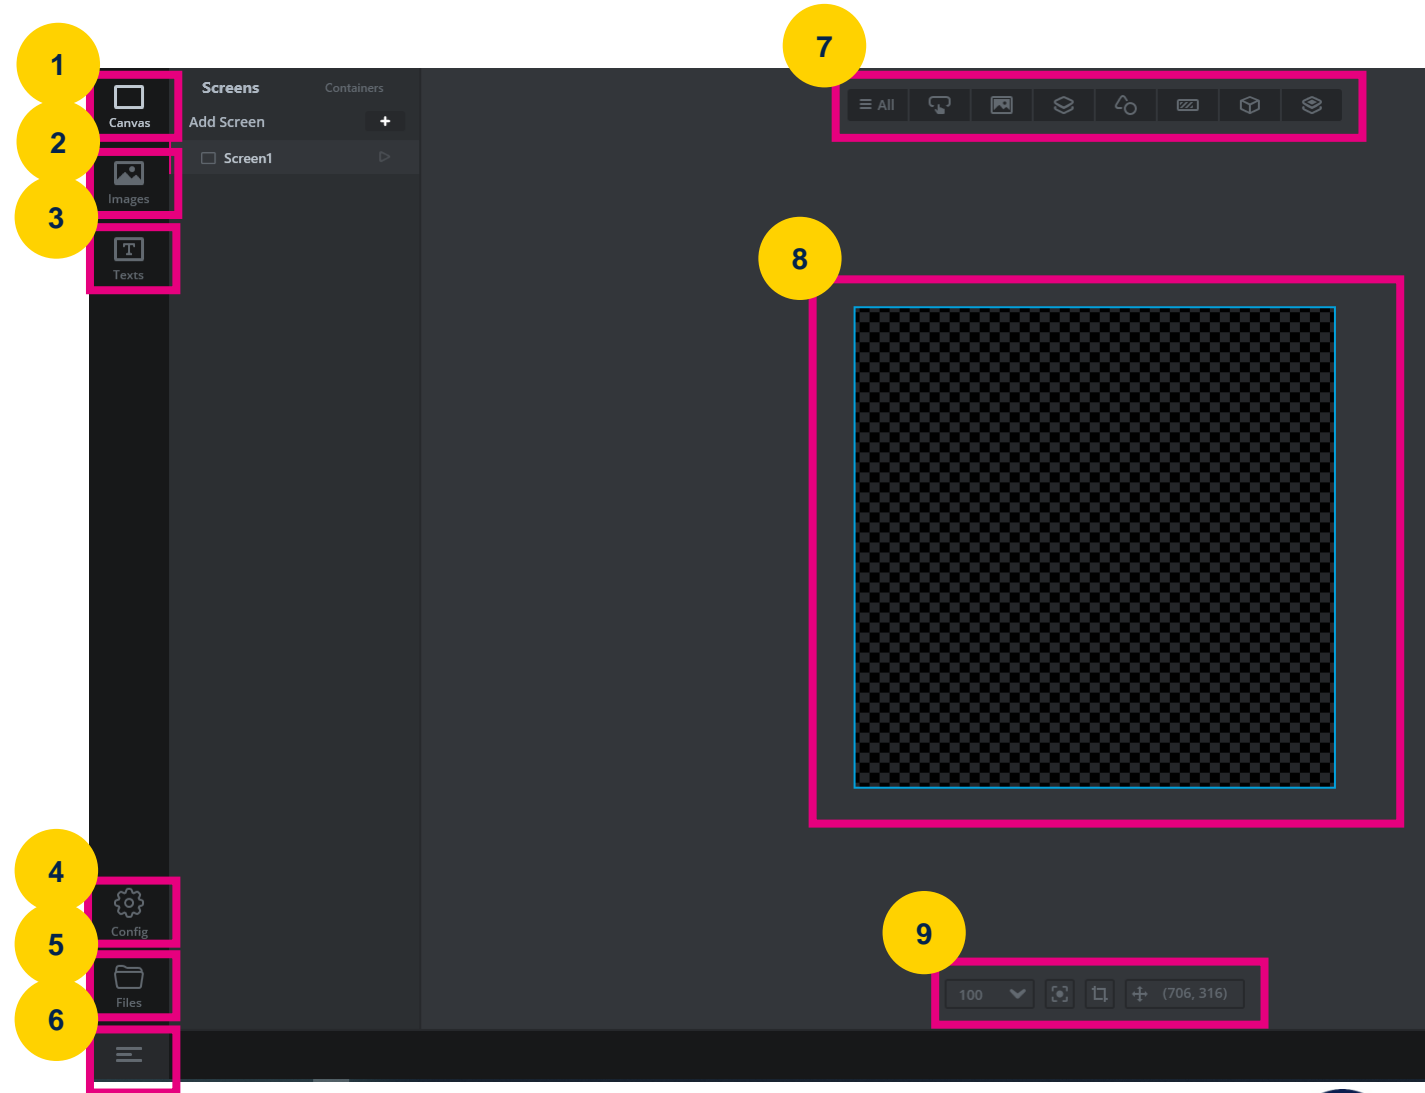 1
Canvas
2
Images
3
Texts
Screens
Containers
Add Screen
+
Screen1
7
All
8
4
Config
5
Files
6
9
100
(706, 316)